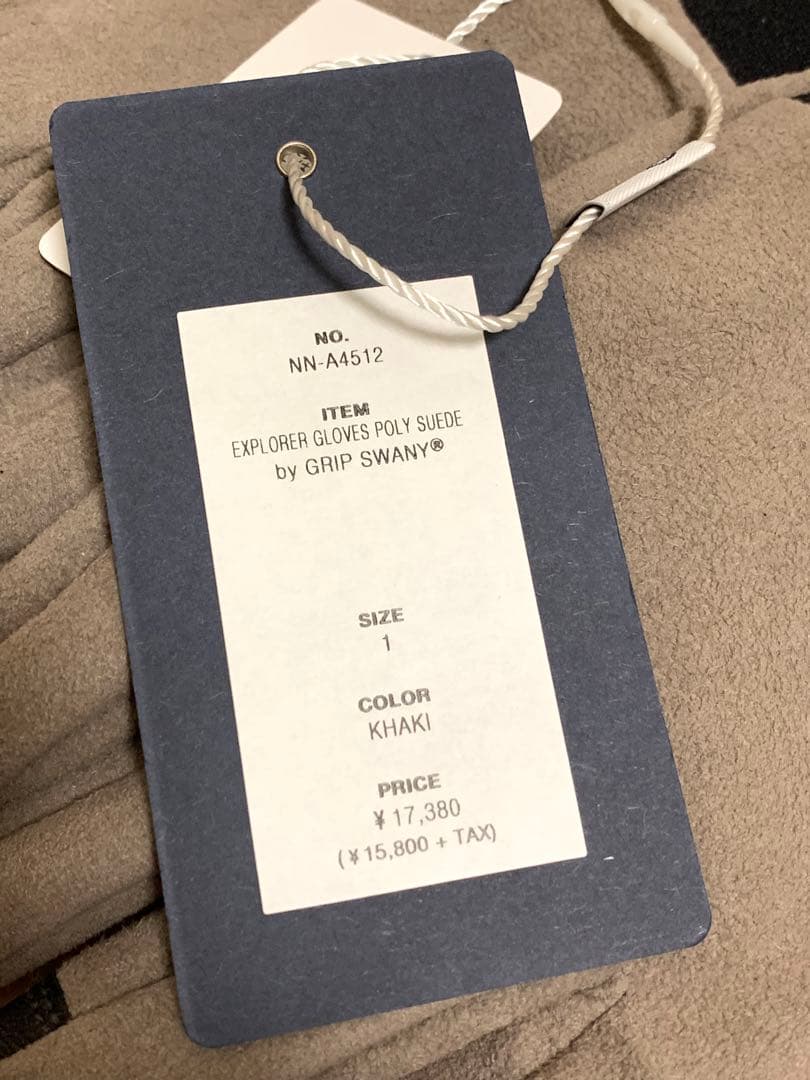 NO.
NN-A4512
ITEM
EXPLORER GLOVES POLY SUEDE
by GRIP SWANY®
SIZE
1
COLOR
KHAKI
PRICE
¥ 17,380
(¥15,800 + TAX)